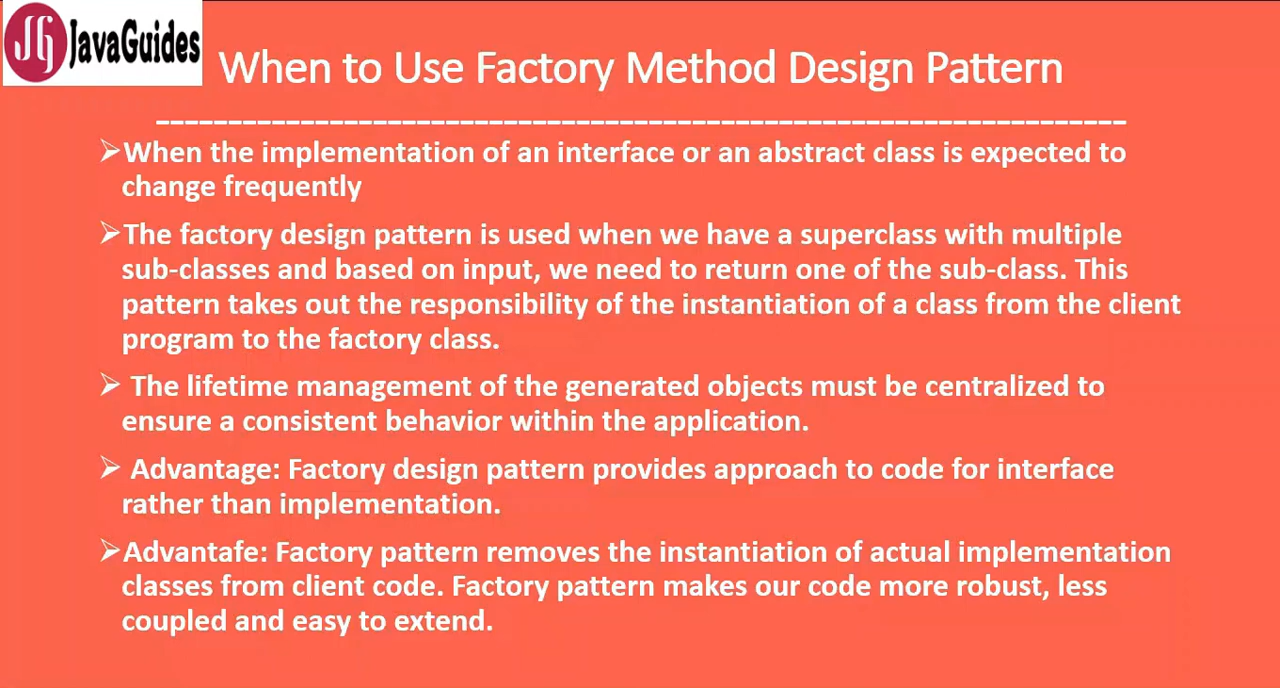 JG JavaGuides
When to Use Factory Method Design Pattern
--------------------------------------------------------------------
➢When the implementation of an interface or an abstract class is expected to
change frequently
➢The factory design pattern is used when we have a superclass with multiple
sub-classes and based on input, we need to return one of the sub-class. This
pattern takes out the responsibility of the instantiation of a class from the client
program to the factory class.
➢ The lifetime management of the generated objects must be centralized to
ensure a consistent behavior within the application.
➢ Advantage: Factory design pattern provides approach to code for interface
rather than implementation.
➢Advantafe: Factory pattern removes the instantiation of actual implementation
classes from client code. Factory pattern makes our code more robust, less
coupled and easy to extend.